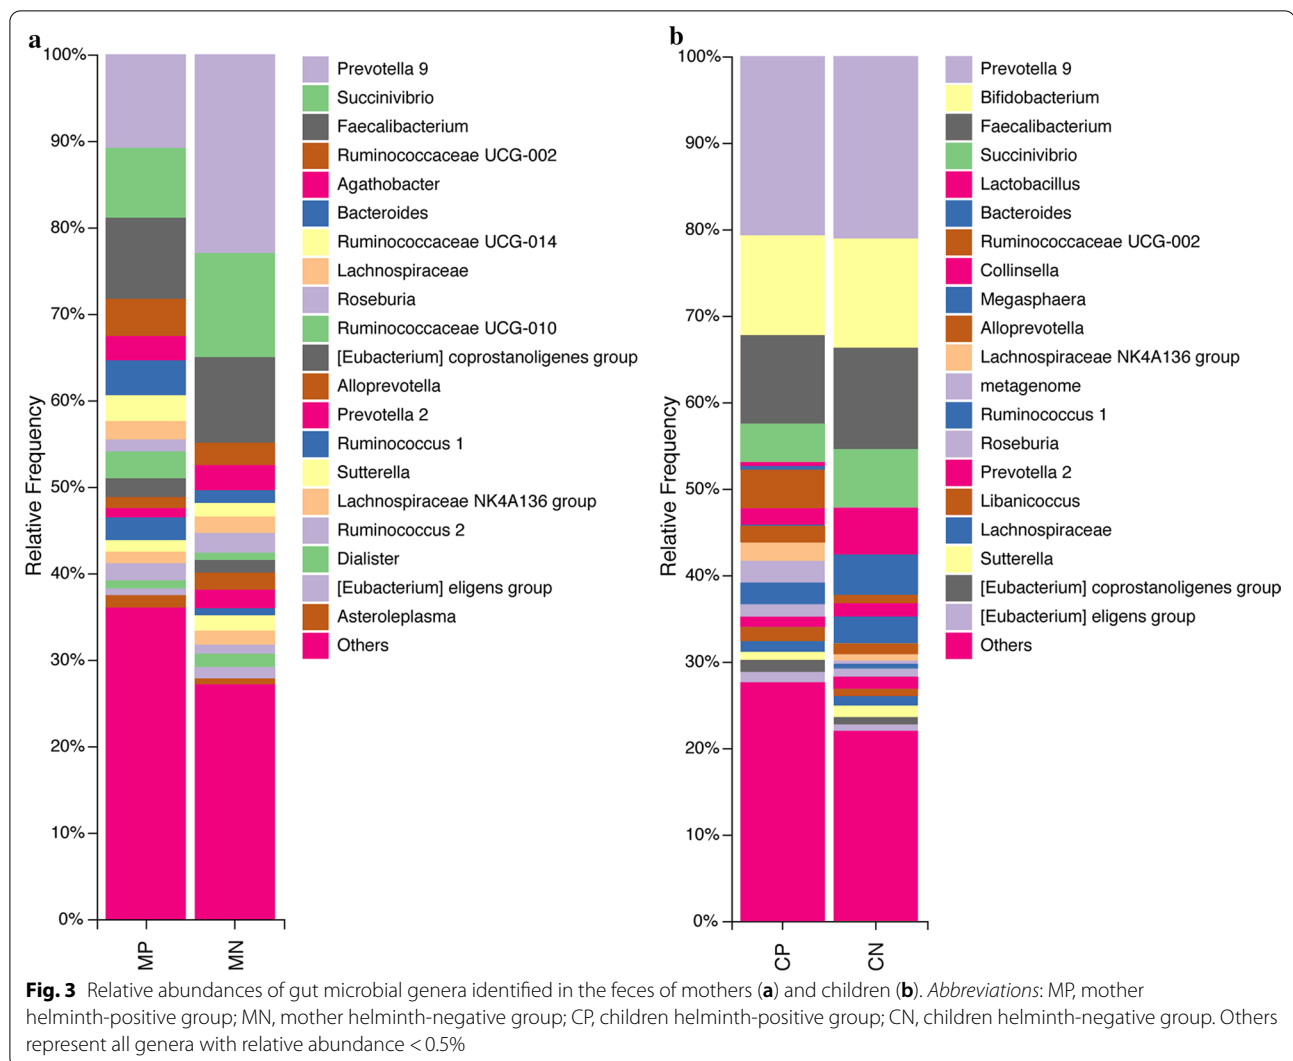 a
100%
90%
80%
70%
60%
50%
40%
30%
20%
10%
0%
Relative Frequency
MP
MN
Prevotella 9
Succinivibrio
Faecalibacterium
Ruminococcaceae UCG-002
Agathobacter
Bacteroides
Ruminococcaceae UCG-014
Lachnospiraceae
Roseburia
Ruminococcaceae UCG-010
[Eubacterium] coprostanoligenes group
Alloprevotella
Prevotella 2
Ruminococcus 1
Sutterella
Lachnospiraceae NK4A136 group
Ruminococcus 2
Dialister
[Eubacterium] eligens group
Asteroleplasma
Others
b
100%
90%
80%
70%
60%
50%
40%
30%
20%
10%
0%
Relative Frequency
CP
CN
Prevotella 9
Bifidobacterium
Faecalibacterium
Succinivibrio
Lactobacillus
Bacteroides
Ruminococcaceae UCG-002
Collinsella
Megasphaera
Alloprevotella
Lachnospiraceae NK4A136 group
metagenome
Ruminococcus 1
Roseburia
Prevotella 2
Libanicoccus
Lachnospiraceae
Sutterella
[Eubacterium] coprostanoligenes group
[Eubacterium] eligens group
Others
Fig. 3 Relative abundances of gut microbial genera identified in the feces of mothers (a) and children (b). Abbreviations: MP, mother
helminth-positive group; MN, mother helminth-negative group; CP, children helminth-positive group; CN, children helminth-negative group. Others
represent all genera with relative abundance < 0.5%